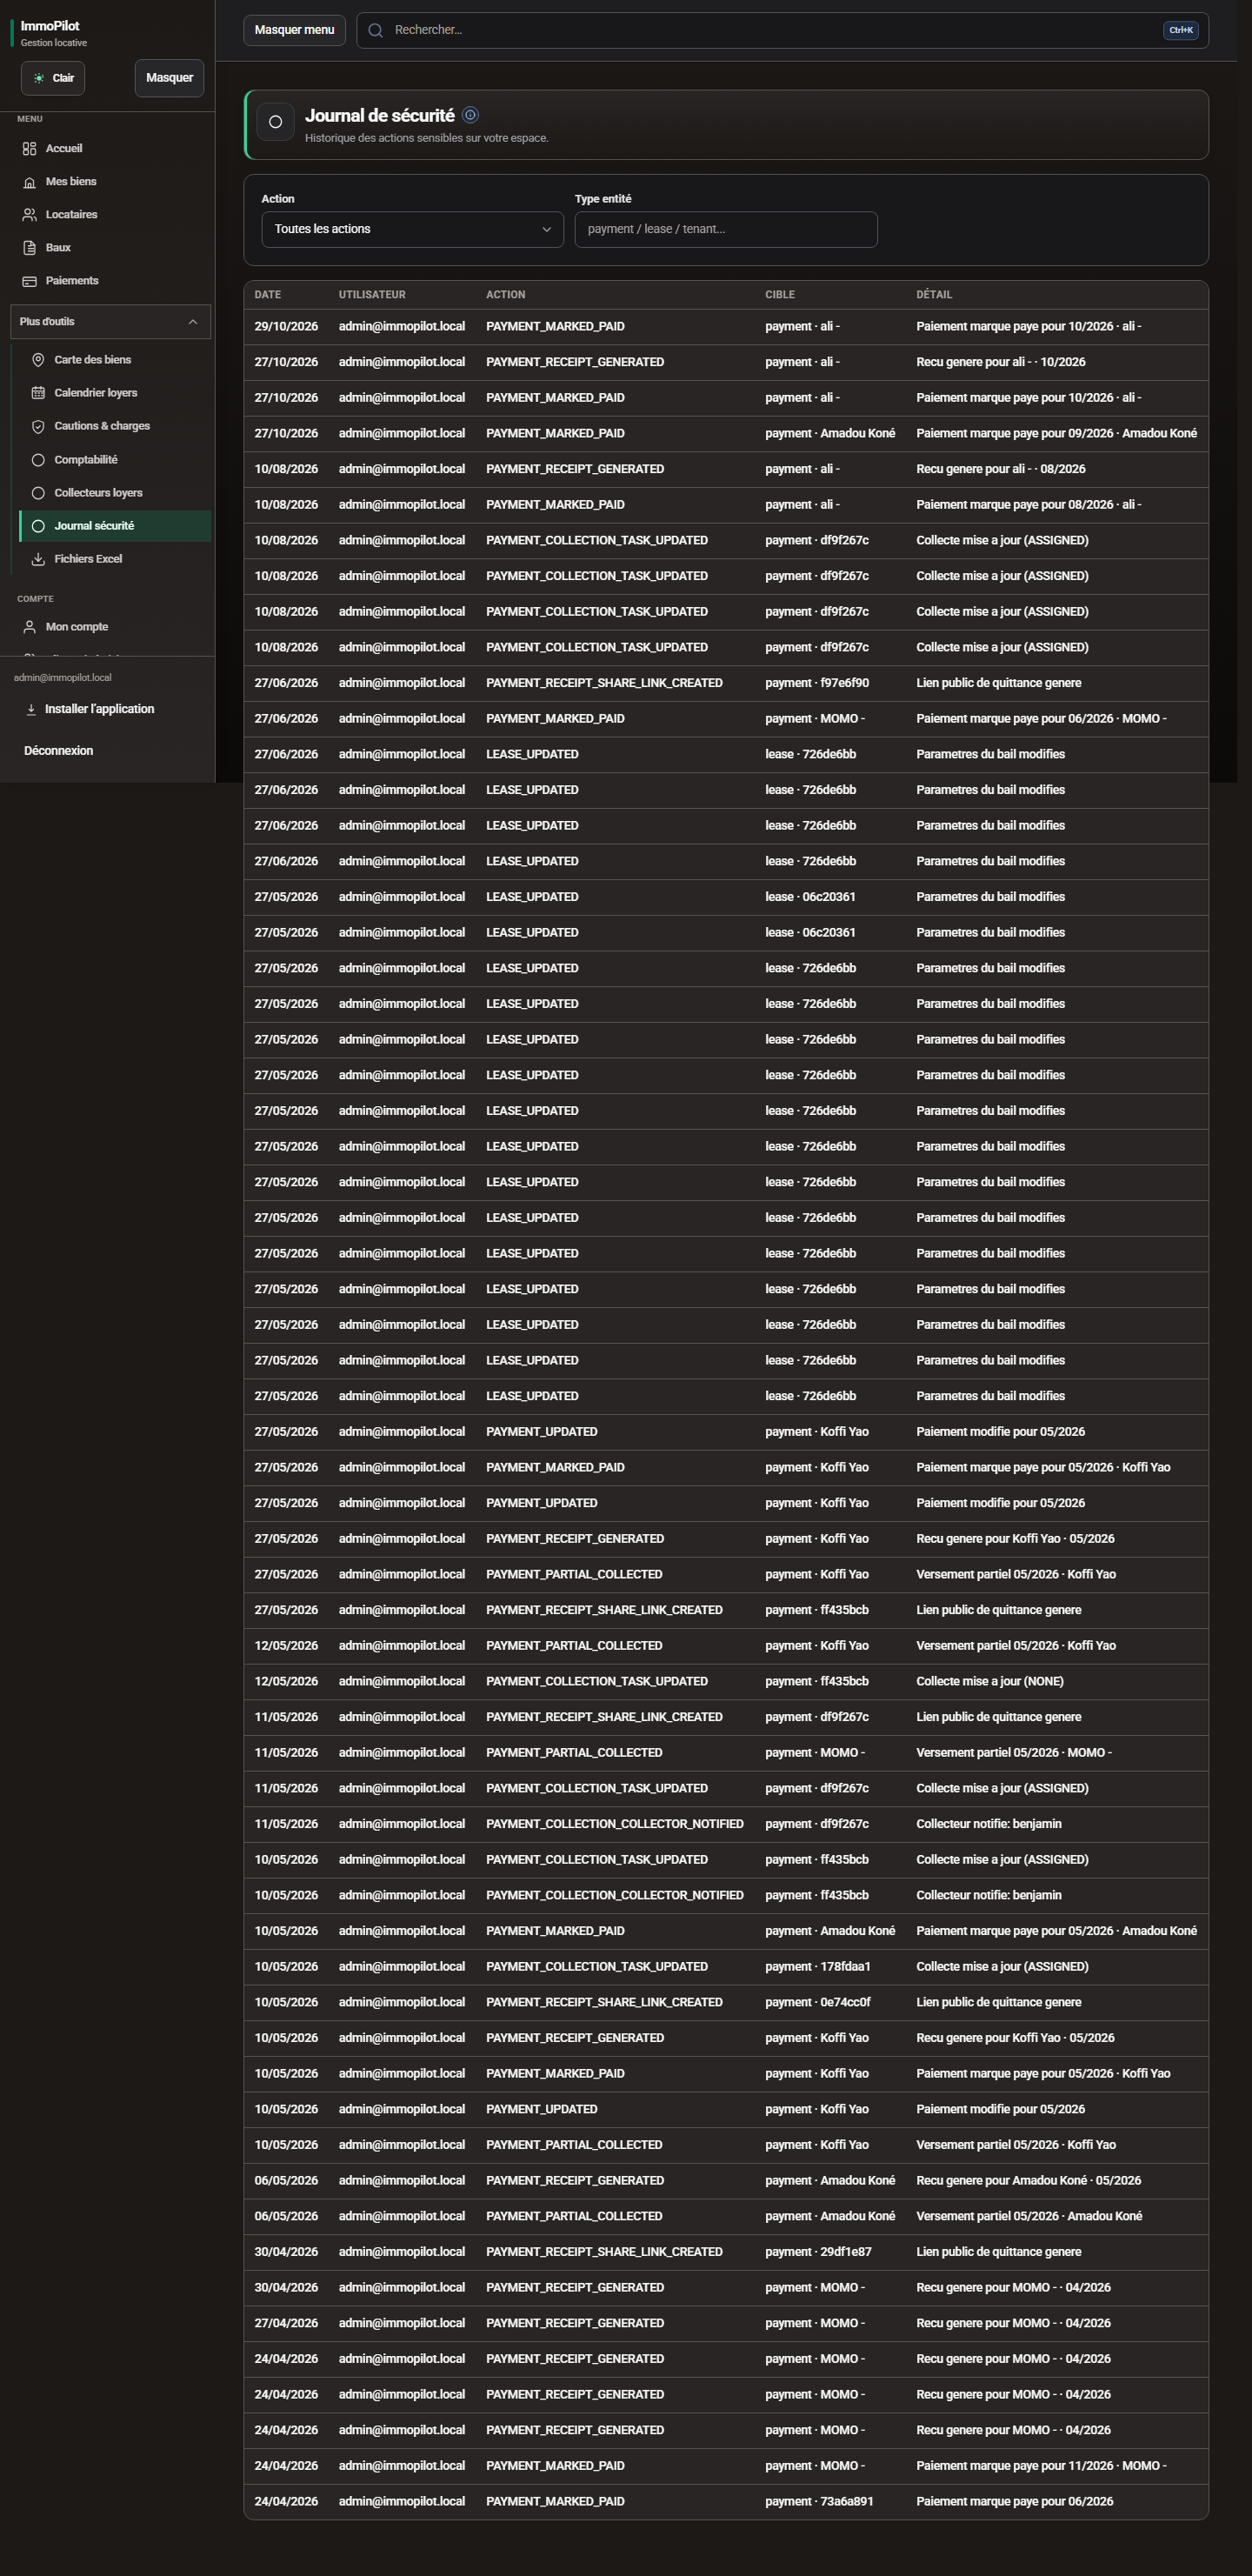 ImmoPilot
Gestion locative
Clair
Masquer
MENU
Accueil
Mes biens
Locataires
Baux
Paiements
Plus d'outils
Carte des biens
Calendrier loyers
Cautions & charges
Comptabilité
Collecteurs loyers
Journal sécurité
Fichiers Excel
COMPTE
Mon compte
admin@immopilot.local
Installer l'application
Déconnexion
Masquer menu
Rechercher...
Ctrl+K
Journal de sécurité
Historique des actions sensibles sur votre espace.
Action
Type entité
Toutes les actions
payment / lease / tenant...
DATE UTILISATEUR ACTION CIBLE DÉTAIL
29/10/2026 admin@immopilot.local PAYMENT_MARKED_PAID payment · ali - Paiement marque paye pour 10/2026 · ali -
27/10/2026 admin@immopilot.local PAYMENT_RECEIPT_GENERATED payment · ali - Recu genere pour ali - · 10/2026
27/10/2026 admin@immopilot.local PAYMENT_MARKED_PAID payment · ali - Paiement marque paye pour 10/2026 · ali -
27/10/2026 admin@immopilot.local PAYMENT_MARKED_PAID payment · Amadou Koné Paiement marque paye pour 09/2026 · Amadou Koné
10/08/2026 admin@immopilot.local PAYMENT_RECEIPT_GENERATED payment · ali - Recu genere pour ali - · 08/2026
10/08/2026 admin@immopilot.local PAYMENT_MARKED_PAID payment · ali - Paiement marque paye pour 08/2026 · ali -
10/08/2026 admin@immopilot.local PAYMENT_COLLECTION_TASK_UPDATED payment · df9f267c Collecte mise a jour (ASSIGNED)
10/08/2026 admin@immopilot.local PAYMENT_COLLECTION_TASK_UPDATED payment · df9f267c Collecte mise a jour (ASSIGNED)
10/08/2026 admin@immopilot.local PAYMENT_COLLECTION_TASK_UPDATED payment · df9f267c Collecte mise a jour (ASSIGNED)
10/08/2026 admin@immopilot.local PAYMENT_COLLECTION_TASK_UPDATED payment · df9f267c Collecte mise a jour (ASSIGNED)
27/06/2026 admin@immopilot.local PAYMENT_RECEIPT_SHARE_LINK_CREATED payment · f97e6f90 Lien public de quittance genere
27/06/2026 admin@immopilot.local PAYMENT_MARKED_PAID payment · MOMO - Paiement marque paye pour 06/2026 · MOMO -
27/06/2026 admin@immopilot.local LEASE_UPDATED lease · 726de6bb Parametres du bail modifies
27/06/2026 admin@immopilot.local LEASE_UPDATED lease · 726de6bb Parametres du bail modifies
27/06/2026 admin@immopilot.local LEASE_UPDATED lease · 726de6bb Parametres du bail modifies
27/06/2026 admin@immopilot.local LEASE_UPDATED lease · 726de6bb Parametres du bail modifies
27/05/2026 admin@immopilot.local LEASE_UPDATED lease · 06c20361 Parametres du bail modifies
27/05/2026 admin@immopilot.local LEASE_UPDATED lease · 06c20361 Parametres du bail modifies
27/05/2026 admin@immopilot.local LEASE_UPDATED lease · 726de6bb Parametres du bail modifies
27/05/2026 admin@immopilot.local LEASE_UPDATED lease · 726de6bb Parametres du bail modifies
27/05/2026 admin@immopilot.local LEASE_UPDATED lease · 726de6bb Parametres du bail modifies
27/05/2026 admin@immopilot.local LEASE_UPDATED lease · 726de6bb Parametres du bail modifies
27/05/2026 admin@immopilot.local LEASE_UPDATED lease · 726de6bb Parametres du bail modifies
27/05/2026 admin@immopilot.local LEASE_UPDATED lease · 726de6bb Parametres du bail modifies
27/05/2026 admin@immopilot.local LEASE_UPDATED lease · 726de6bb Parametres du bail modifies
27/05/2026 admin@immopilot.local LEASE_UPDATED lease · 726de6bb Parametres du bail modifies
27/05/2026 admin@immopilot.local LEASE_UPDATED lease · 726de6bb Parametres du bail modifies
27/05/2026 admin@immopilot.local LEASE_UPDATED lease · 726de6bb Parametres du bail modifies
27/05/2026 admin@immopilot.local LEASE_UPDATED lease · 726de6bb Parametres du bail modifies
27/05/2026 admin@immopilot.local LEASE_UPDATED lease · 726de6bb Parametres du bail modifies
27/05/2026 admin@immopilot.local LEASE_UPDATED lease · 726de6bb Parametres du bail modifies
27/05/2026 admin@immopilot.local PAYMENT_UPDATED payment · Koffi Yao Paiement modifie pour 05/2026
27/05/2026 admin@immopilot.local PAYMENT_MARKED_PAID payment · Koffi Yao Paiement marque paye pour 05/2026 · Koffi Yao
27/05/2026 admin@immopilot.local PAYMENT_UPDATED payment · Koffi Yao Paiement modifie pour 05/2026
27/05/2026 admin@immopilot.local PAYMENT_RECEIPT_GENERATED payment · Koffi Yao Recu genere pour Koffi Yao · 05/2026
27/05/2026 admin@immopilot.local PAYMENT_PARTIAL_COLLECTED payment · Koffi Yao Versement partiel 05/2026 · Koffi Yao
27/05/2026 admin@immopilot.local PAYMENT_RECEIPT_SHARE_LINK_CREATED payment · ff435bcb Lien public de quittance genere
12/05/2026 admin@immopilot.local PAYMENT_PARTIAL_COLLECTED payment · Koffi Yao Versement partiel 05/2026 · Koffi Yao
12/05/2026 admin@immopilot.local PAYMENT_COLLECTION_TASK_UPDATED payment · ff435bcb Collecte mise a jour (NONE)
11/05/2026 admin@immopilot.local PAYMENT_RECEIPT_SHARE_LINK_CREATED payment · df9f267c Lien public de quittance genere
11/05/2026 admin@immopilot.local PAYMENT_PARTIAL_COLLECTED payment · MOMO - Versement partiel 05/2026 · MOMO -
11/05/2026 admin@immopilot.local PAYMENT_COLLECTION_TASK_UPDATED payment · df9f267c Collecte mise a jour (ASSIGNED)
11/05/2026 admin@immopilot.local PAYMENT_COLLECTION_COLLECTOR_NOTIFIED payment · df9f267c Collecteur notifie: benjamin
10/05/2026 admin@immopilot.local PAYMENT_COLLECTION_TASK_UPDATED payment · ff435bcb Collecte mise a jour (ASSIGNED)
10/05/2026 admin@immopilot.local PAYMENT_COLLECTION_COLLECTOR_NOTIFIED payment · ff435bcb Collecteur notifie: benjamin
10/05/2026 admin@immopilot.local PAYMENT_MARKED_PAID payment · Amadou Koné Paiement marque paye pour 05/2026 · Amadou Koné
10/05/2026 admin@immopilot.local PAYMENT_COLLECTION_TASK_UPDATED payment · 178fdaa1 Collecte mise a jour (ASSIGNED)
10/05/2026 admin@immopilot.local PAYMENT_RECEIPT_SHARE_LINK_CREATED payment · 0e74cc0f Lien public de quittance genere
10/05/2026 admin@immopilot.local PAYMENT_RECEIPT_GENERATED payment · Koffi Yao Recu genere pour Koffi Yao · 05/2026
10/05/2026 admin@immopilot.local PAYMENT_MARKED_PAID payment · Koffi Yao Paiement marque paye pour 05/2026 · Koffi Yao
10/05/2026 admin@immopilot.local PAYMENT_UPDATED payment · Koffi Yao Paiement modifie pour 05/2026
10/05/2026 admin@immopilot.local PAYMENT_PARTIAL_COLLECTED payment · Koffi Yao Versement partiel 05/2026 · Koffi Yao
06/05/2026 admin@immopilot.local PAYMENT_RECEIPT_GENERATED payment · Amadou Koné Recu genere pour Amadou Koné · 05/2026
06/05/2026 admin@immopilot.local PAYMENT_PARTIAL_COLLECTED payment · Amadou Koné Versement partiel 05/2026 · Amadou Koné
30/04/2026 admin@immopilot.local PAYMENT_RECEIPT_SHARE_LINK_CREATED payment · 29df1e87 Lien public de quittance genere
30/04/2026 admin@immopilot.local PAYMENT_RECEIPT_GENERATED payment · MOMO - Recu genere pour MOMO - · 04/2026
27/04/2026 admin@immopilot.local PAYMENT_RECEIPT_GENERATED payment · MOMO - Recu genere pour MOMO - · 04/2026
24/04/2026 admin@immopilot.local PAYMENT_RECEIPT_GENERATED payment · MOMO - Recu genere pour MOMO - · 04/2026
24/04/2026 admin@immopilot.local PAYMENT_RECEIPT_GENERATED payment · MOMO - Recu genere pour MOMO - · 04/2026
24/04/2026 admin@immopilot.local PAYMENT_RECEIPT_GENERATED payment · MOMO - Recu genere pour MOMO - · 04/2026
24/04/2026 admin@immopilot.local PAYMENT_MARKED_PAID payment · MOMO - Paiement marque paye pour 11/2026 · MOMO -
24/04/2026 admin@immopilot.local PAYMENT_MARKED_PAID payment · 73a6a891 Paiement marque paye pour 06/2026